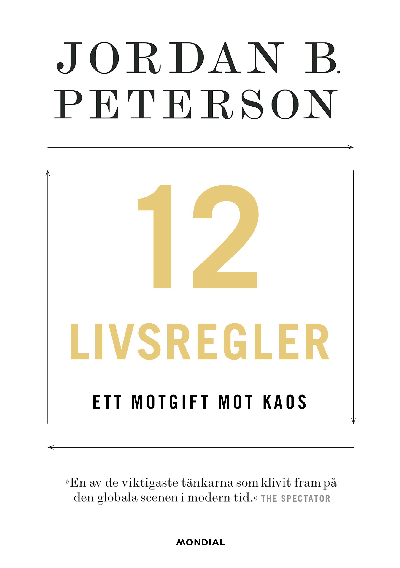 JORDAN B.
PETERSON
12
LIVSREGLER
ETT MOTGIFT MOT KAOS
»En av de viktigaste tänkarna som klivit fram på
den globala scenen i modern tid.« THE SPECTATOR
MONDIAL